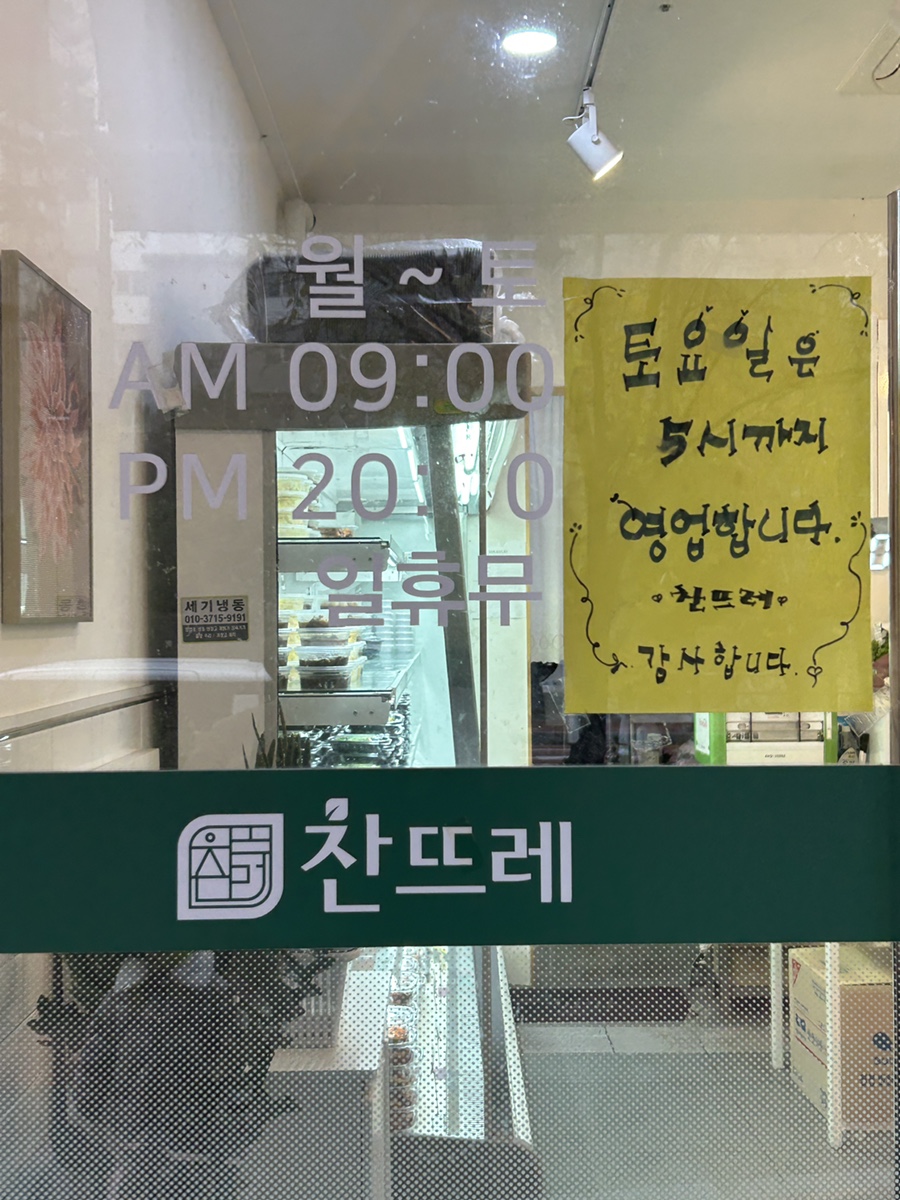 월 ~ 토
AM 09:00
PM 20: 0
일휴무
토요일은
5시까지
영업합니다.
찬뜨레
감사합니다.
세기냉동
010-3715-9191
찬뜨레